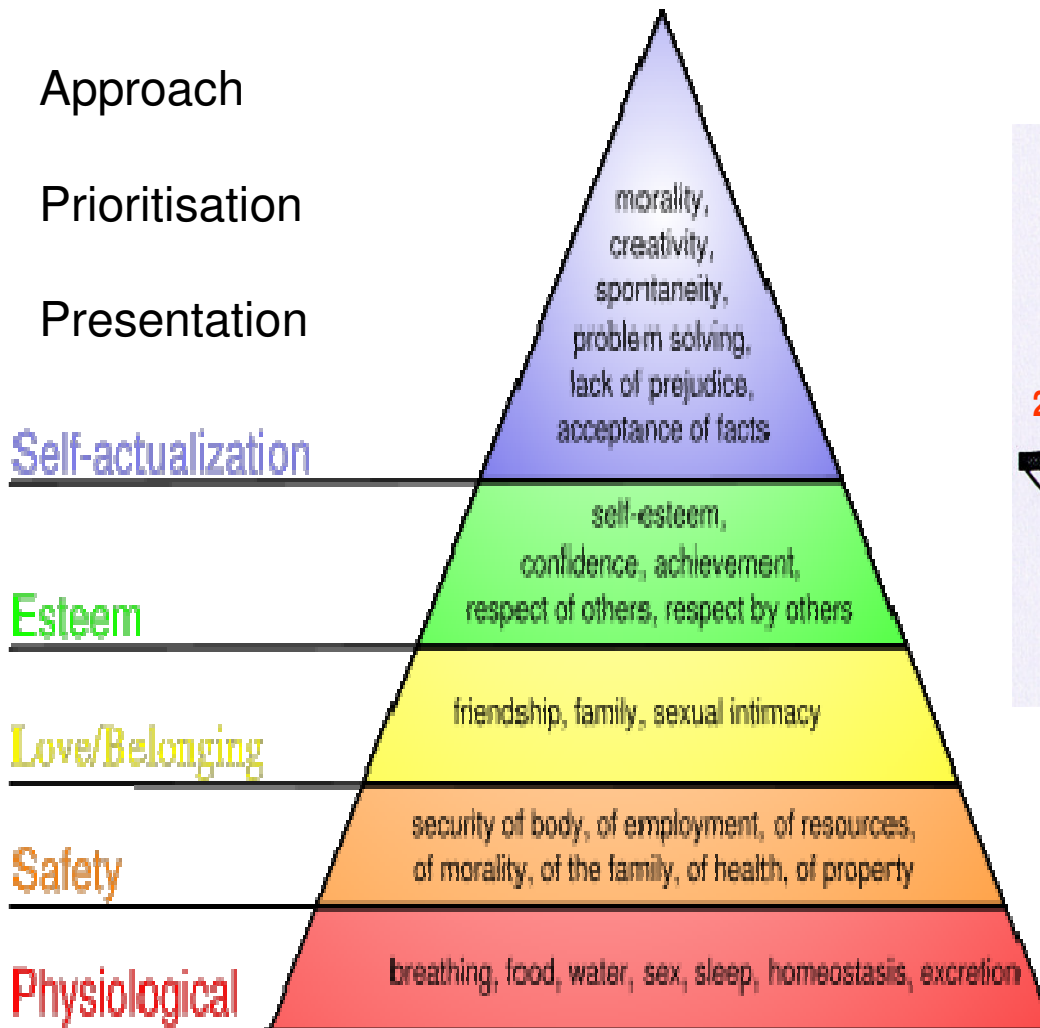 Approach
Prioritisation
Presentation
morality,
creativity,
spontaneity,
problem solving,
lack of prejudice,
acceptance of facts
Self-actualization
self-esteem,
confidence, achievement,
respect of others, respect by others
Esteem
friendship, family, sexual intimacy
Love/Belonging
security of body, of employment, of resources,
of morality, of the family, of health, of property
Safety
breathing, food, water, sex, sleep, homeostasis, excretion
Physiological
2